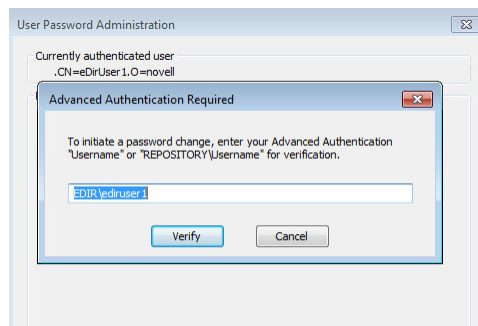 User Password Administration
Currently authenticated user
.CN=eDirUser1.O=novell
Advanced Authentication Required
To initiate a password change, enter your Advanced Authentication
"Username" or "REPOSITORY\Username" for verification.
EDIR\ediruser1
Verify
Cancel